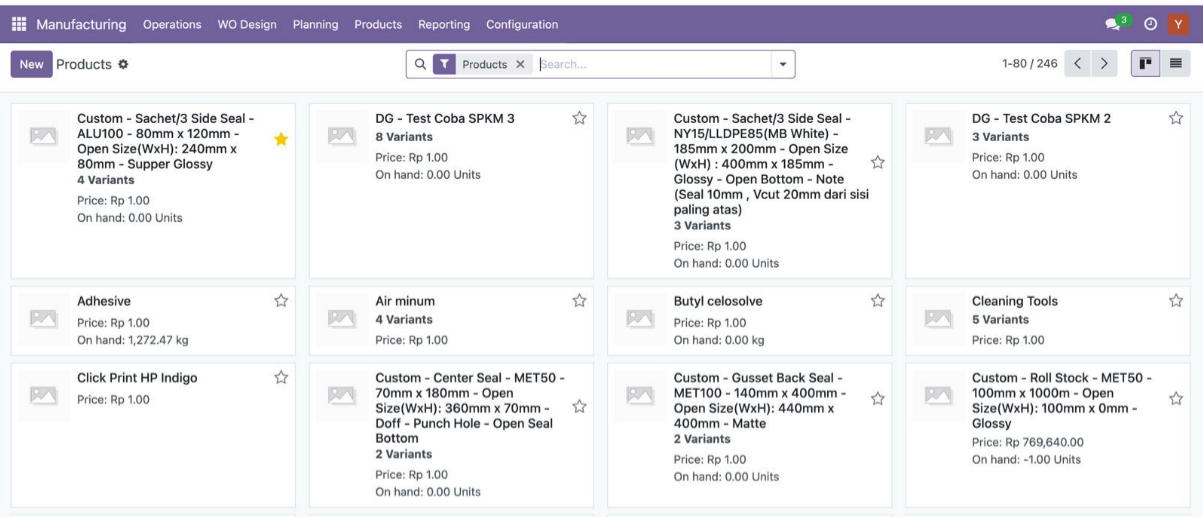 Manufacturing Operations WO Design Planning Products Reporting Configuration 3 Y
New Products Products × Search... 1-80 / 246
Custom - Sachet/3 Side Seal -
ALU100 - 80mm x 120mm -
Open Size(WxH): 240mm x
80mm - Supper Glossy
4 Variants
Price: Rp 1.00
On hand: 0.00 Units
DG - Test Coba SPKM 3
8 Variants
Price: Rp 1.00
On hand: 0.00 Units
Custom - Sachet/3 Side Seal -
NY15/LLDPE85(MB White) -
185mm x 200mm - Open Size
(WxH) : 400mm x 185mm -
Glossy - Open Bottom - Note
(Seal 10mm , Vcut 20mm dari sisi
paling atas)
3 Variants
Price: Rp 1.00
On hand: 0.00 Units
DG - Test Coba SPKM 2
3 Variants
Price: Rp 1.00
On hand: 0.00 Units
Adhesive
Price: Rp 1.00
On hand: 1,272.47 kg
Air minum
4 Variants
Price: Rp 1.00
Butyl celosolve
Price: Rp 1.00
On hand: 0.00 kg
Cleaning Tools
5 Variants
Price: Rp 1.00
Click Print HP Indigo
Price: Rp 1.00
Custom - Center Seal - MET50 -
70mm x 180mm - Open
Size(WxH): 360mm x 70mm -
Doff - Punch Hole - Open Seal
Bottom
2 Variants
Price: Rp 1.00
On hand: 0.00 Units
Custom - Gusset Back Seal -
MET100 - 140mm x 400mm -
Open Size(WxH): 440mm x
400mm - Matte
2 Variants
Price: Rp 1.00
On hand: 0.00 Units
Custom - Roll Stock - MET50 -
100mm x 1000m - Open
Size(WxH): 100mm x 0mm -
Glossy
Price: Rp 769,640.00
On hand: -1.00 Units